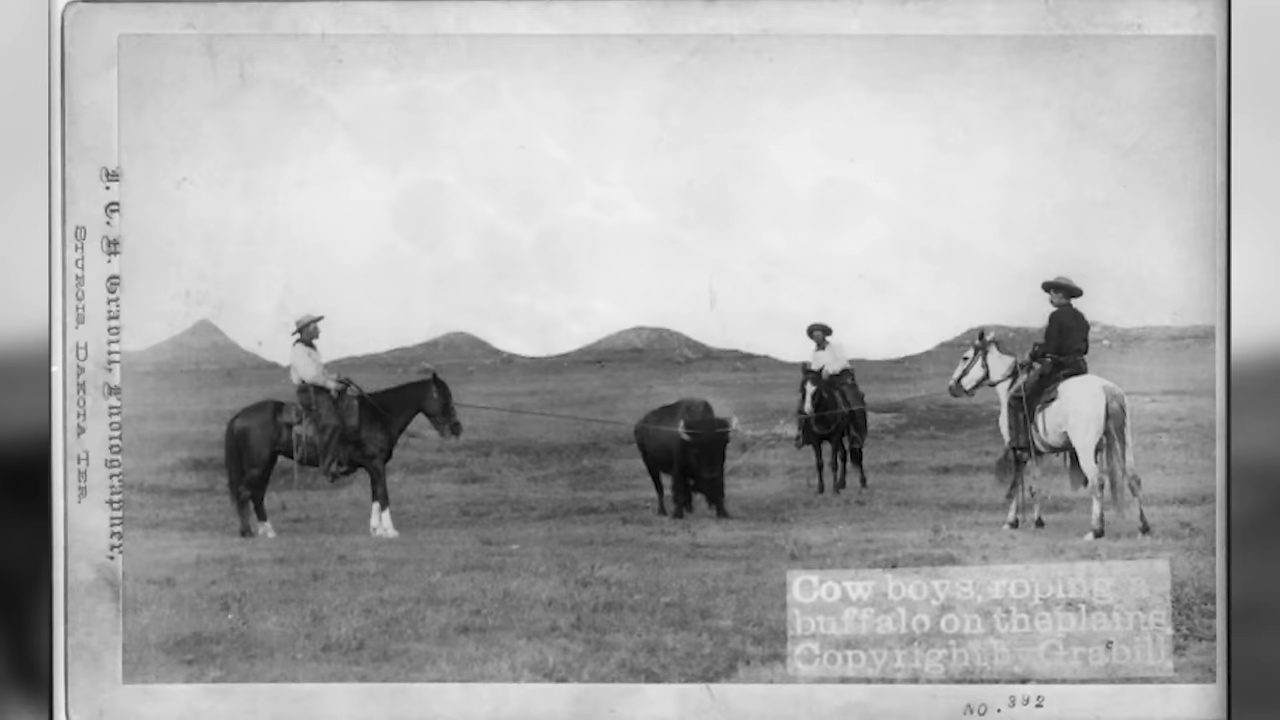 J. C. H. Grabill, Photographer,
STURGIS, DAKOTA TER.
Cow boys, roping a
buffalo on the plains
Copyright by Grabill
NO. 392